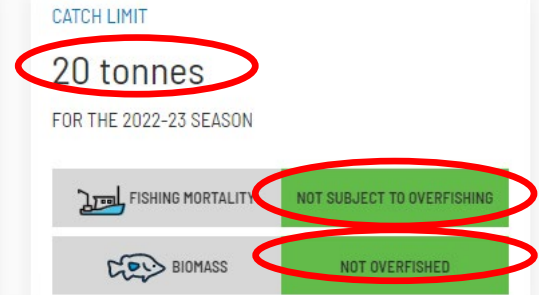 CATCH LIMIT
20 tonnes
FOR THE 2022-23 SEASON
FISHING MORTALITY NOT SUBJECT TO OVERFISHING
BIOMASS NOT OVERFISHED